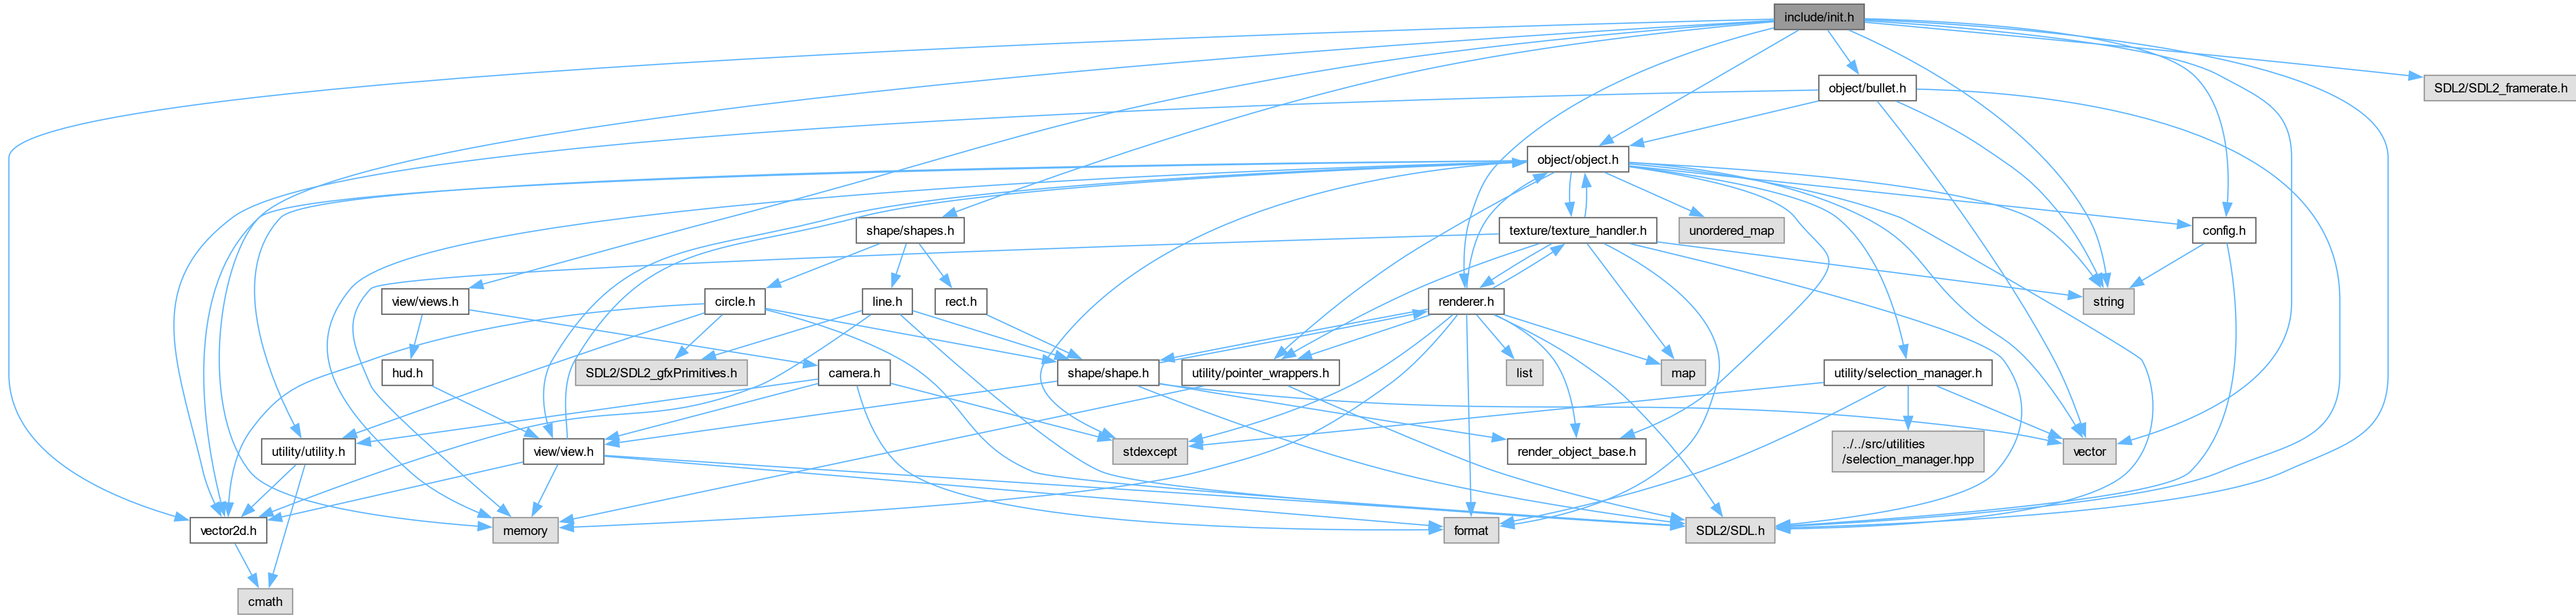 include/init.h
object/bullet.h
SDL2/SDL2_framerate.h
object/object.h
shape/shapes.h
texture/texture_handler.h
unordered_map
config.h
view/views.h
circle.h
line.h
rect.h
renderer.h
string
hud.h
SDL2/SDL2_gfxPrimitives.h
camera.h
shape/shape.h
utility/pointer_wrappers.h
list
map
utility/selection_manager.h
utility/utility.h
view/view.h
stdexcept
render_object_base.h
../../src/utilities
/selection_manager.hpp
vector
vector2d.h
memory
format
SDL2/SDL.h
cmath